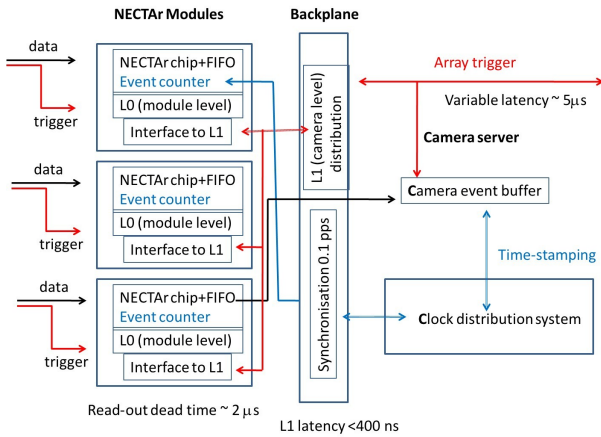 NECTAr Modules
Backplane
data
trigger
NECTAr chip+FIFO
Event counter
L0 (module level)
Interface to L1
data
trigger
NECTAr chip+FIFO
Event counter
L0 (module level)
Interface to L1
data
trigger
NECTAr chip+FIFO
Event counter
L0 (module level)
Interface to L1
Read-out dead time ~ 2 µs
L1 (camera level)
distribution
Synchronisation 0.1 pps
L1 latency <400 ns
Array trigger
Variable latency ~ 5µs
Camera server
Camera event buffer
Time-stamping
Clock distribution system